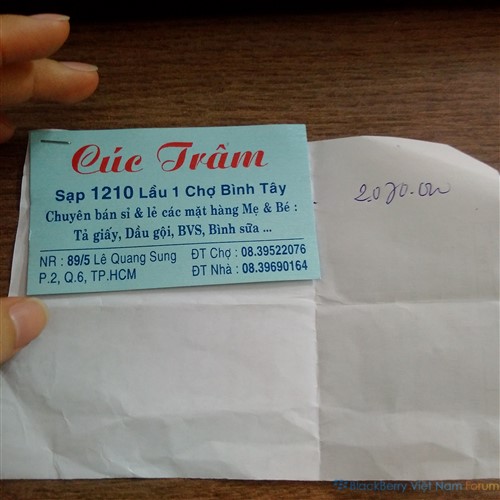 Cúc Trâm
Sạp 1210 Lầu 1 Chợ Bình Tây
Chuyên bán sỉ & lẻ các mặt hàng Mẹ & Bé :
Tả giấy, Dầu gội, BVS, Bình sữa ...
NR : 89/5 Lê Quang Sung
P.2, Q.6, TP.HCM
ĐT Chợ : 08.39522076
ĐT Nhà : 08.39690164
2.070.000
BlackBerry Việt Nam Forum